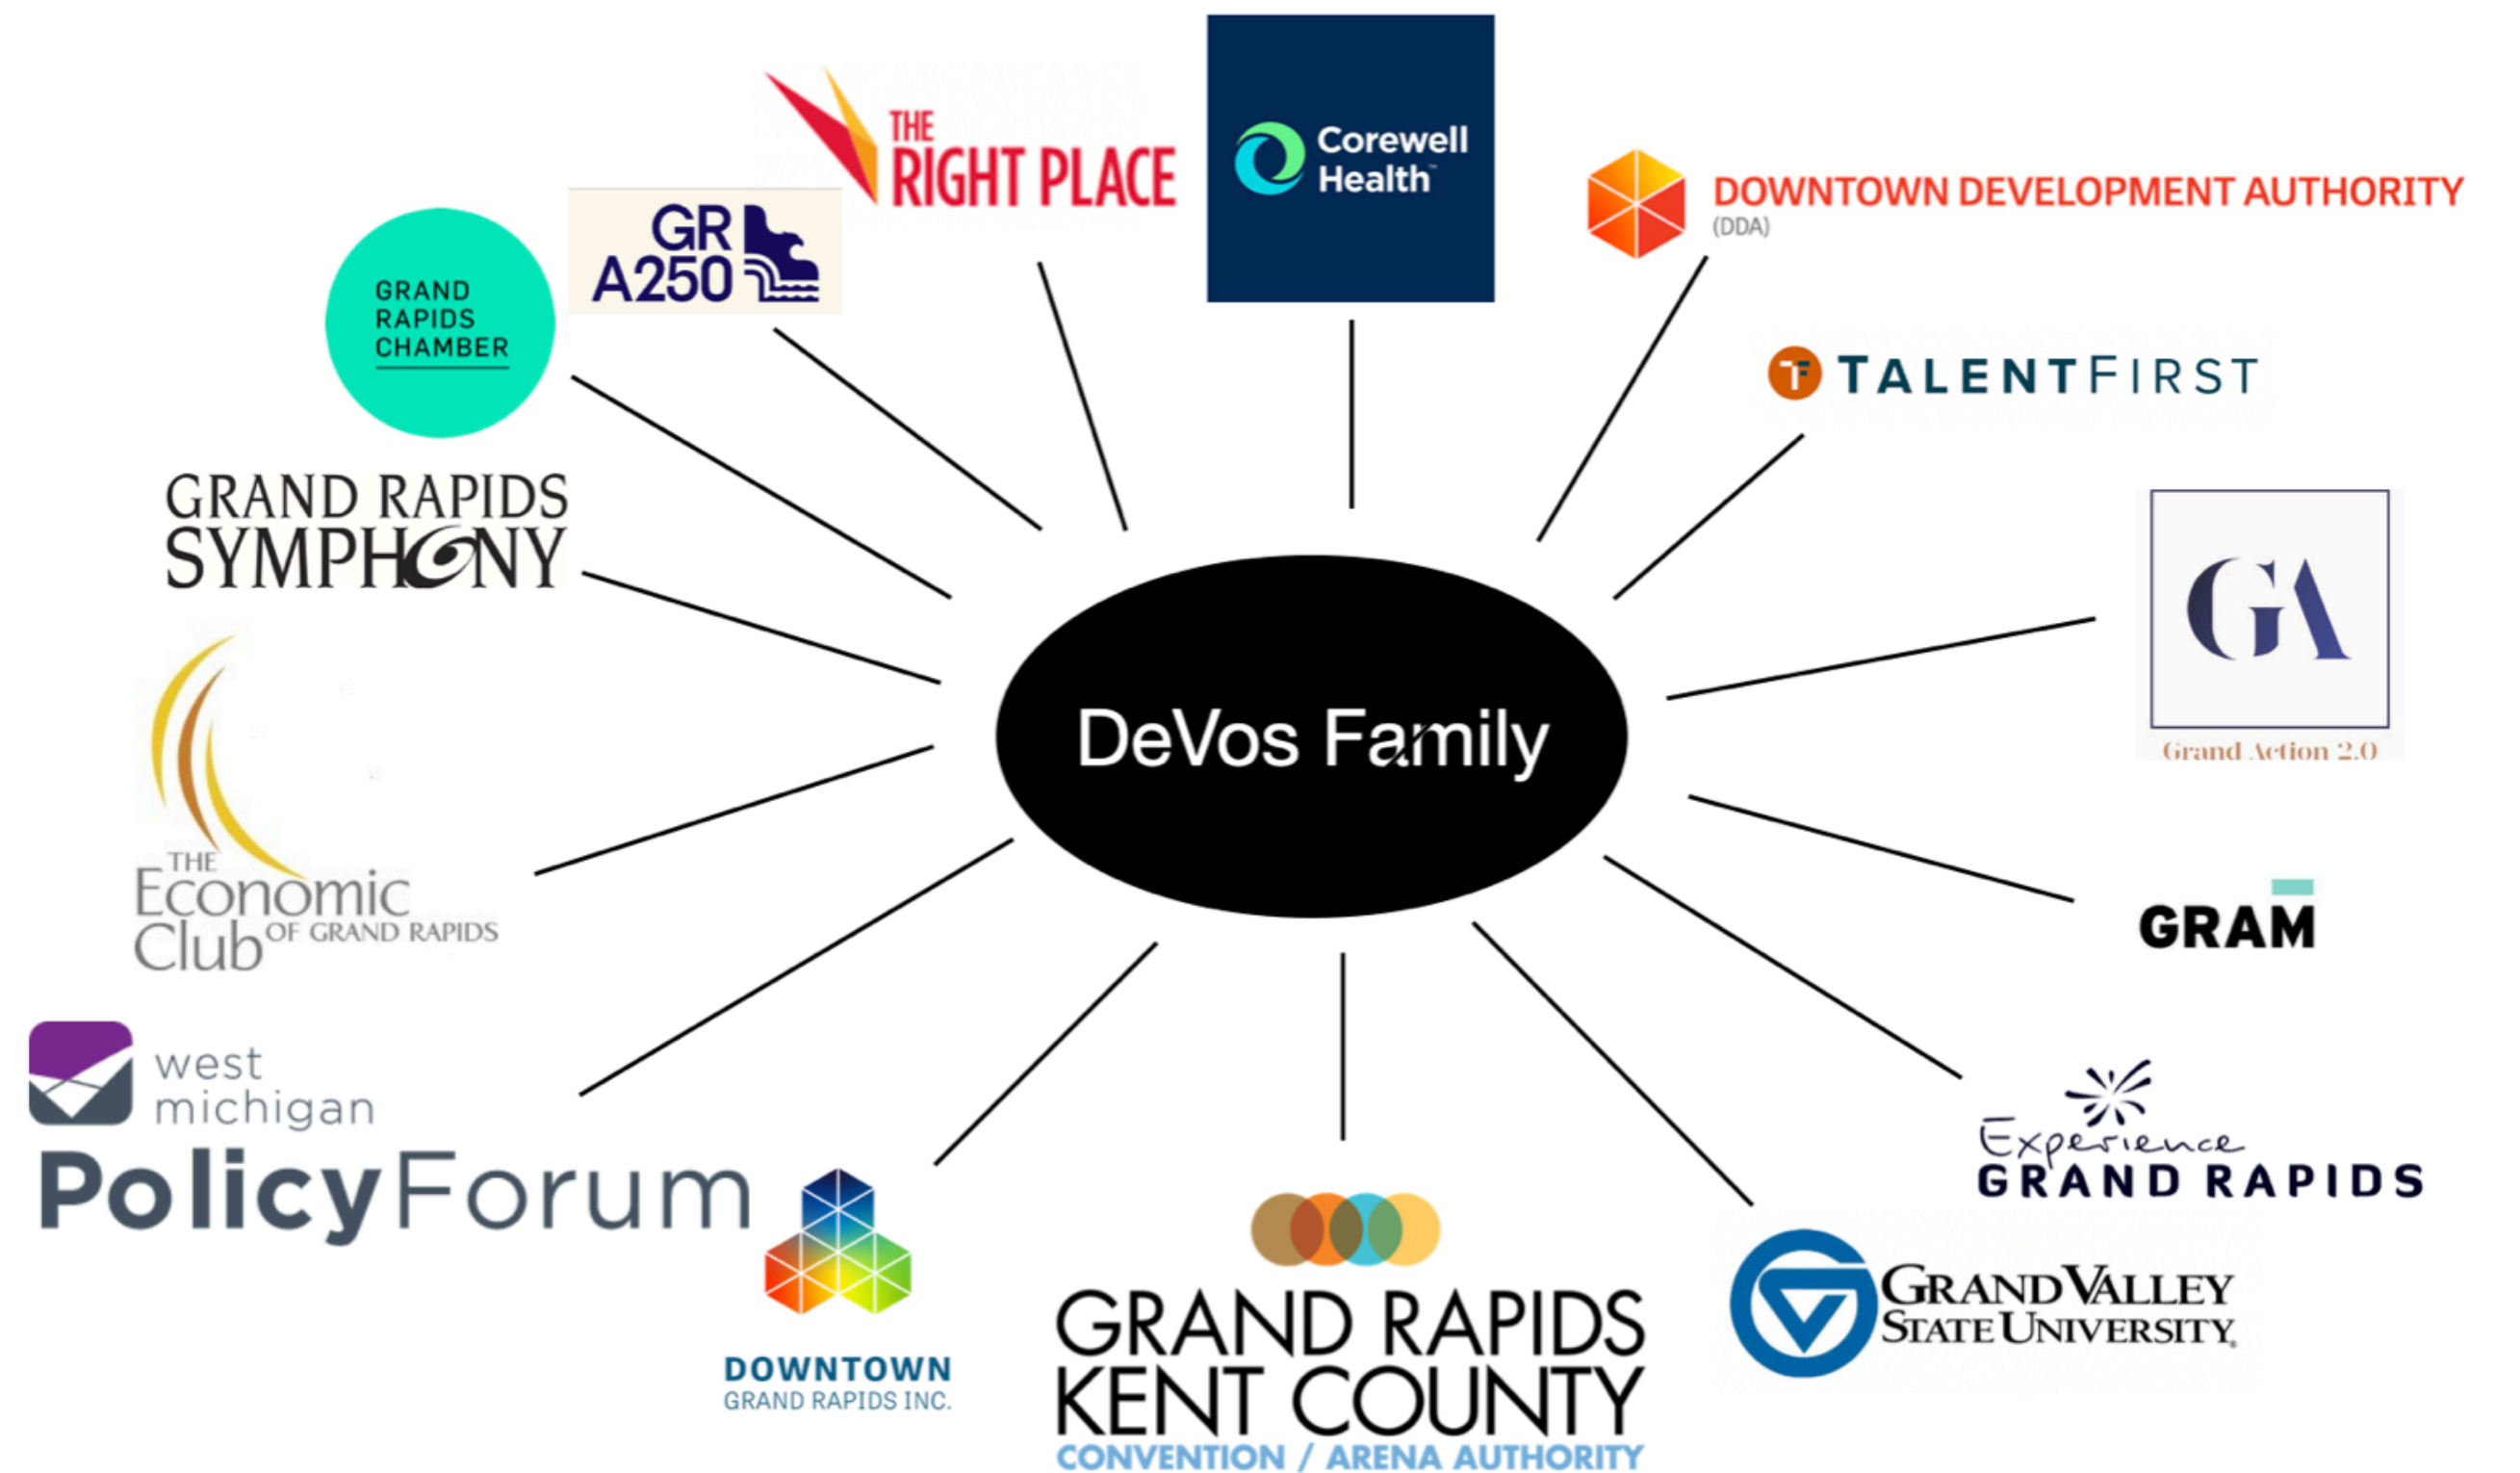 Corewell
Health™
THE
RIGHT PLACE
DOWNTOWN DEVELOPMENT AUTHORITY
(DDA)
GR
A250
GRAND
RAPIDS
CHAMBER
TF TALENTFIRST
GRAND RAPIDS
SYMPHONY
GA
Grand Action 2.0
DeVos Family
THE
Economic
Club OF GRAND RAPIDS
GRAM
west
michigan
PolicyForum
Experience
GRAND RAPIDS
DOWNTOWN
GRAND RAPIDS INC.
GRAND RAPIDS
KENT COUNTY
CONVENTION / ARENA AUTHORITY
GRAND VALLEY
STATE UNIVERSITY